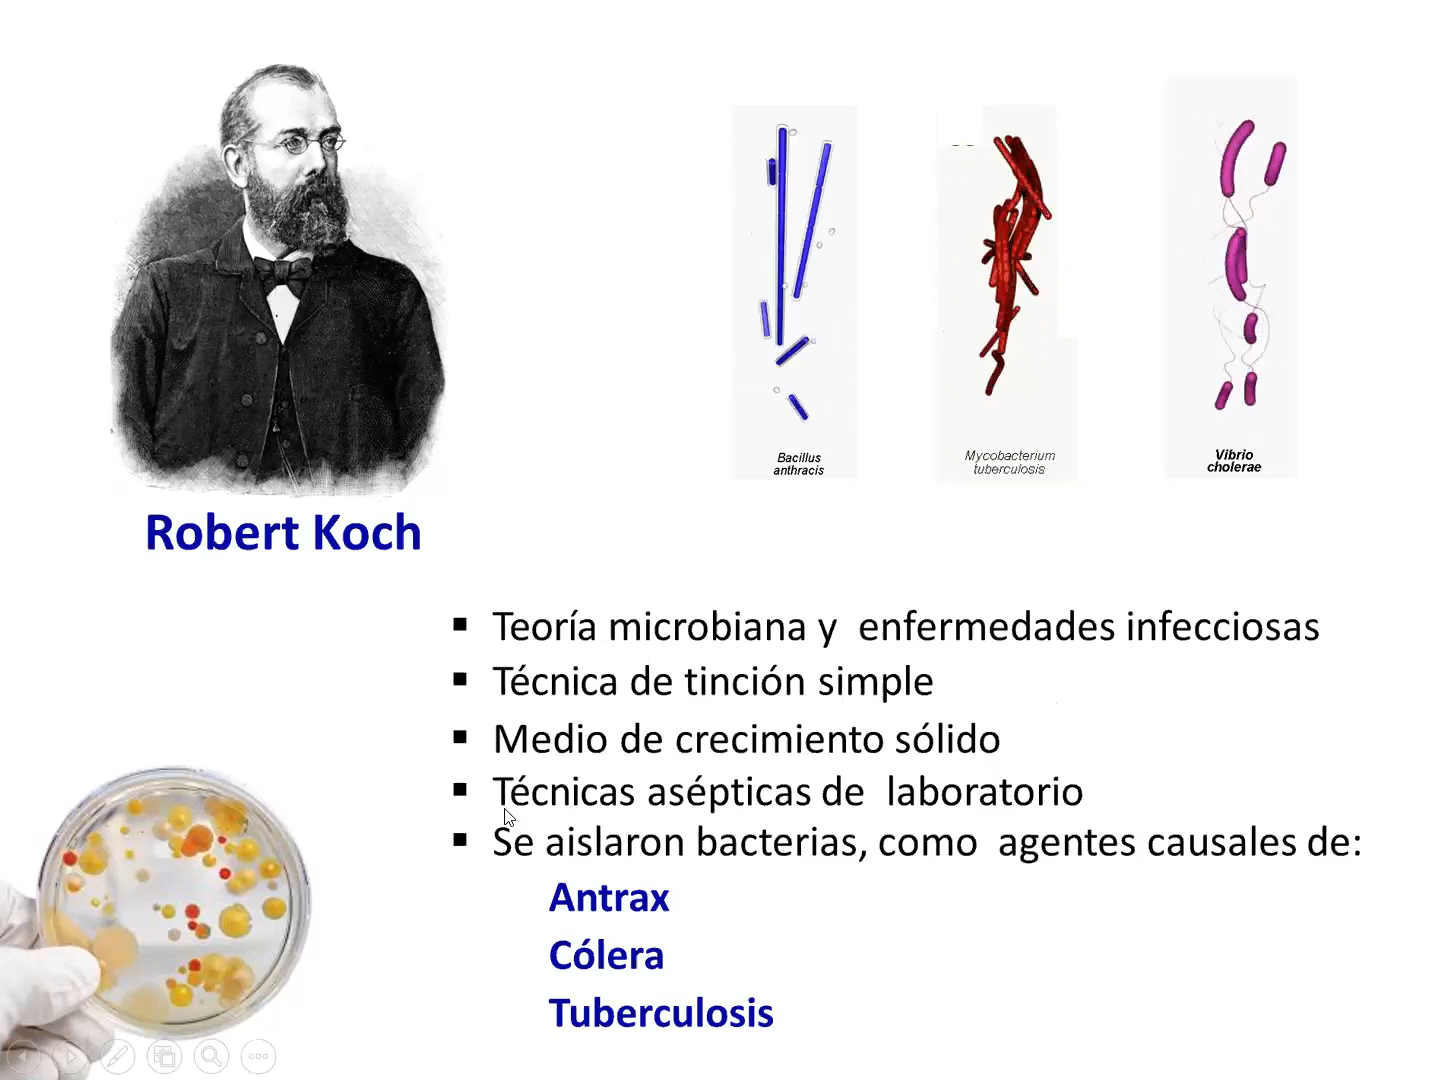 Bacillus
anthracis
Mycobacterium
tuberculosis
Vibrio
cholerae
Robert Koch
▪ Teoría microbiana y enfermedades infecciosas
▪ Técnica de tinción simple
▪ Medio de crecimiento sólido
▪ Técnicas asépticas de laboratorio
▪ Se aislaron bacterias, como agentes causales de:
Antrax
Cólera
Tuberculosis